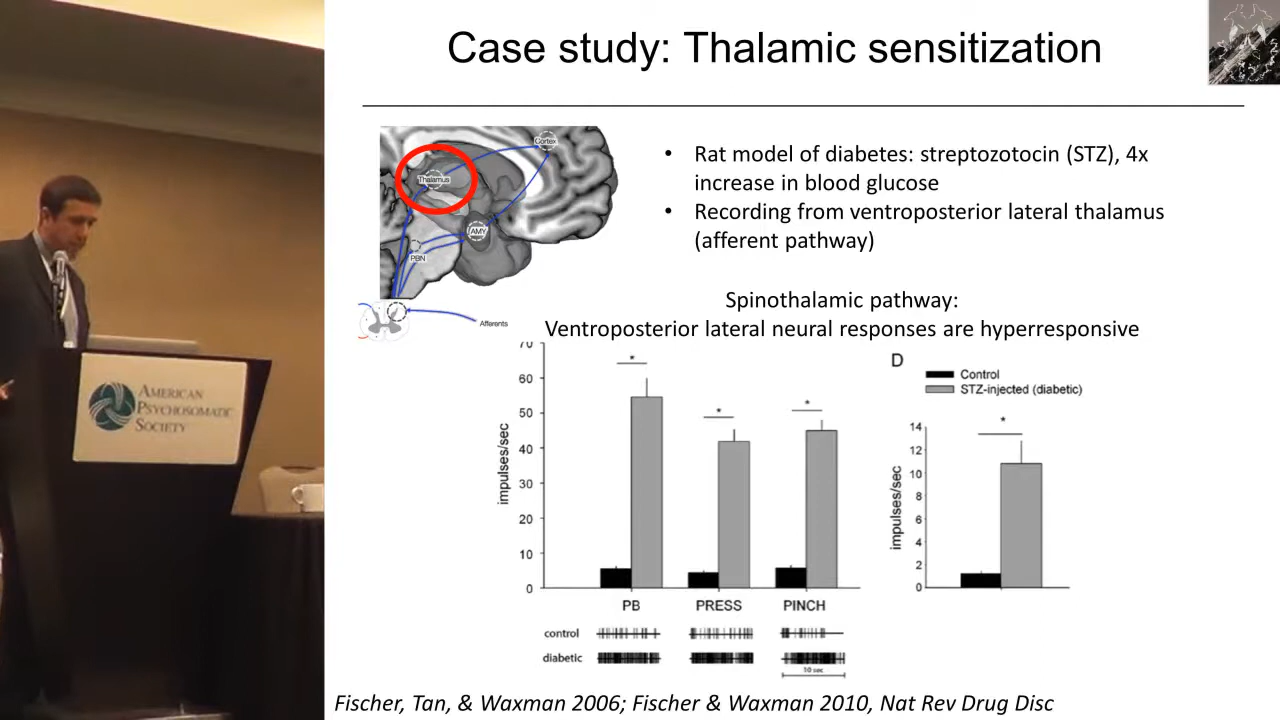 Case study: Thalamic sensitization
Cortex
Thalamus
AMY
PBN
Afferents
• Rat model of diabetes: streptozotocin (STZ), 4x
increase in blood glucose
• Recording from ventroposterior lateral thalamus
(afferent pathway)
Spinothalamic pathway:
Ventroposterior lateral neural responses are hyperresponsive
70
60
50
40
30
20
10
0
impulses/sec
*
*
*
PB
PRESS
PINCH
control
diabetic
10 sec
D
Control
STZ-injected (diabetic)
*
14
12
10
8
6
4
2
0
impulses/sec
Fischer, Tan, & Waxman 2006; Fischer & Waxman 2010, Nat Rev Drug Disc
AMERICAN
PSYCHOSOMATIC
SOCIETY